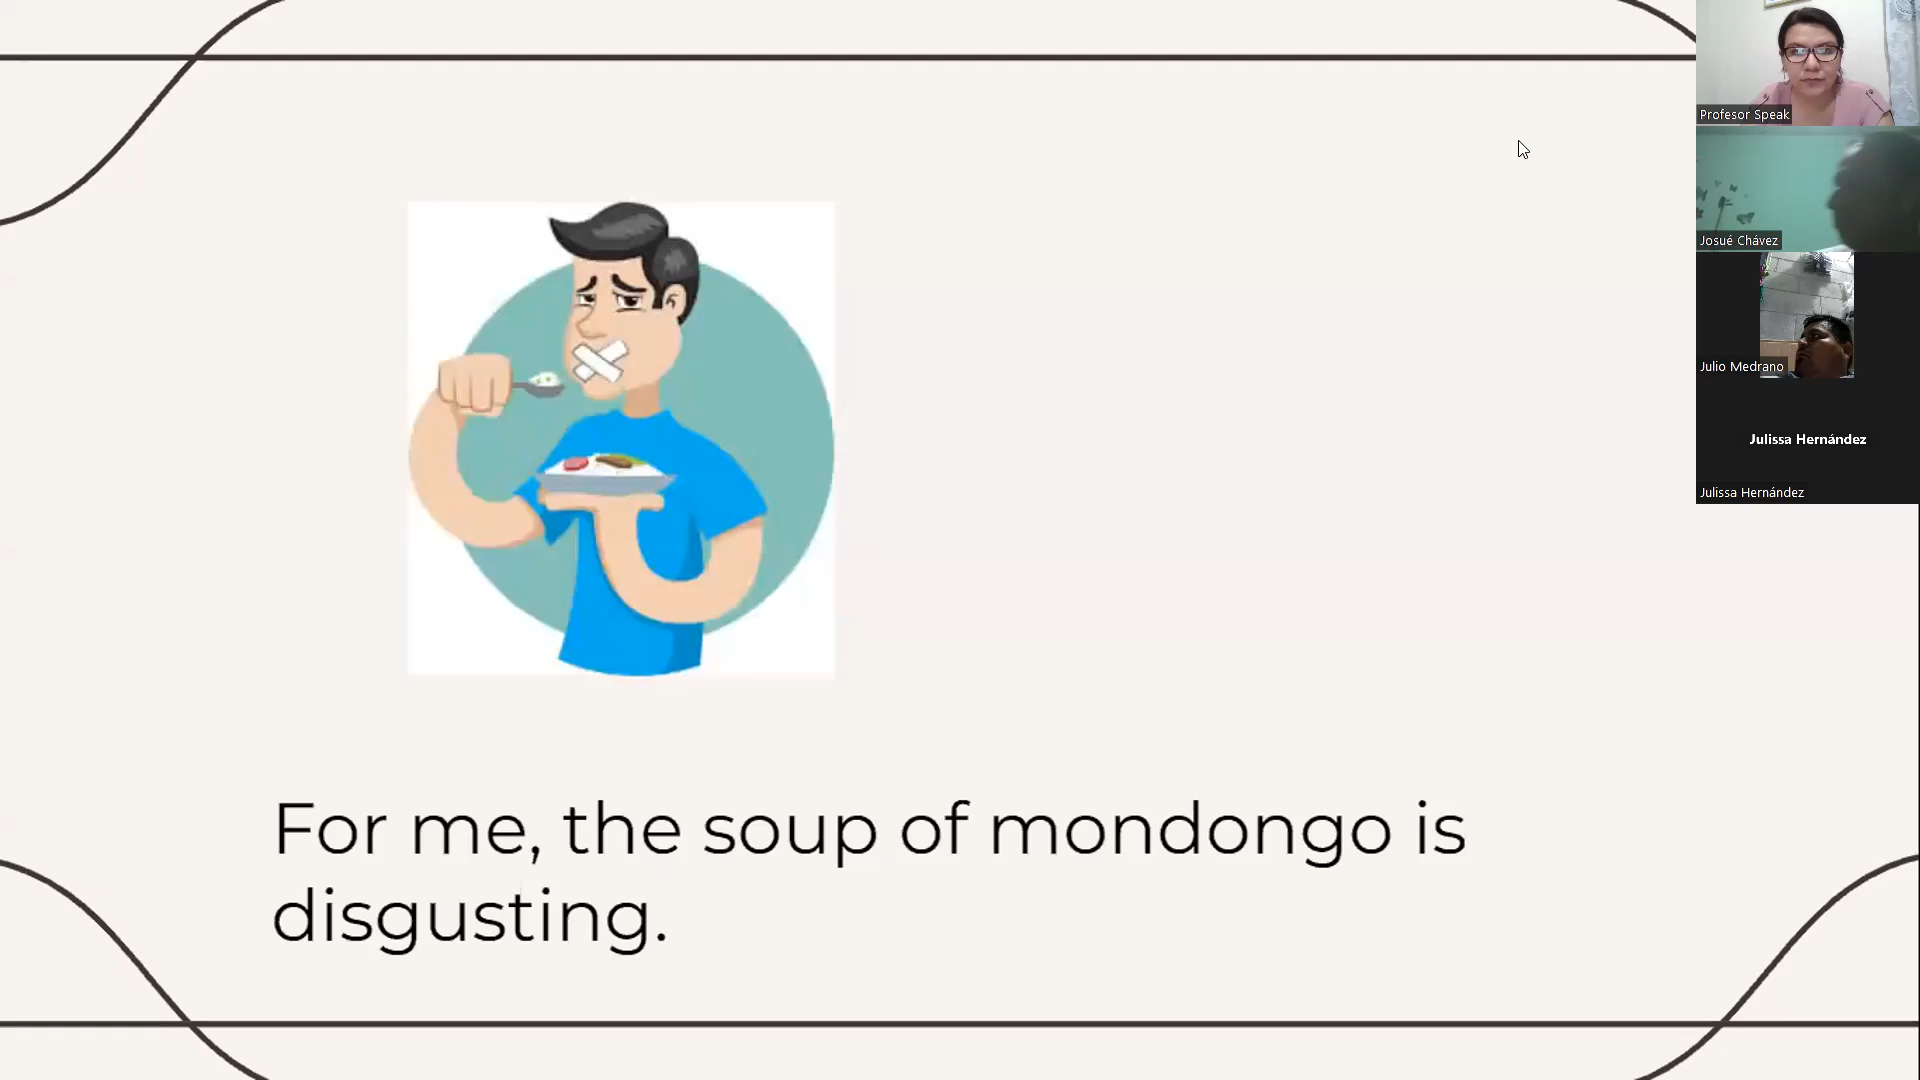 For me, the soup of mondongo is
disgusting.
Profesor Speak
Josué Chávez
Julio Medrano
Julissa Hernández
Julissa Hernández